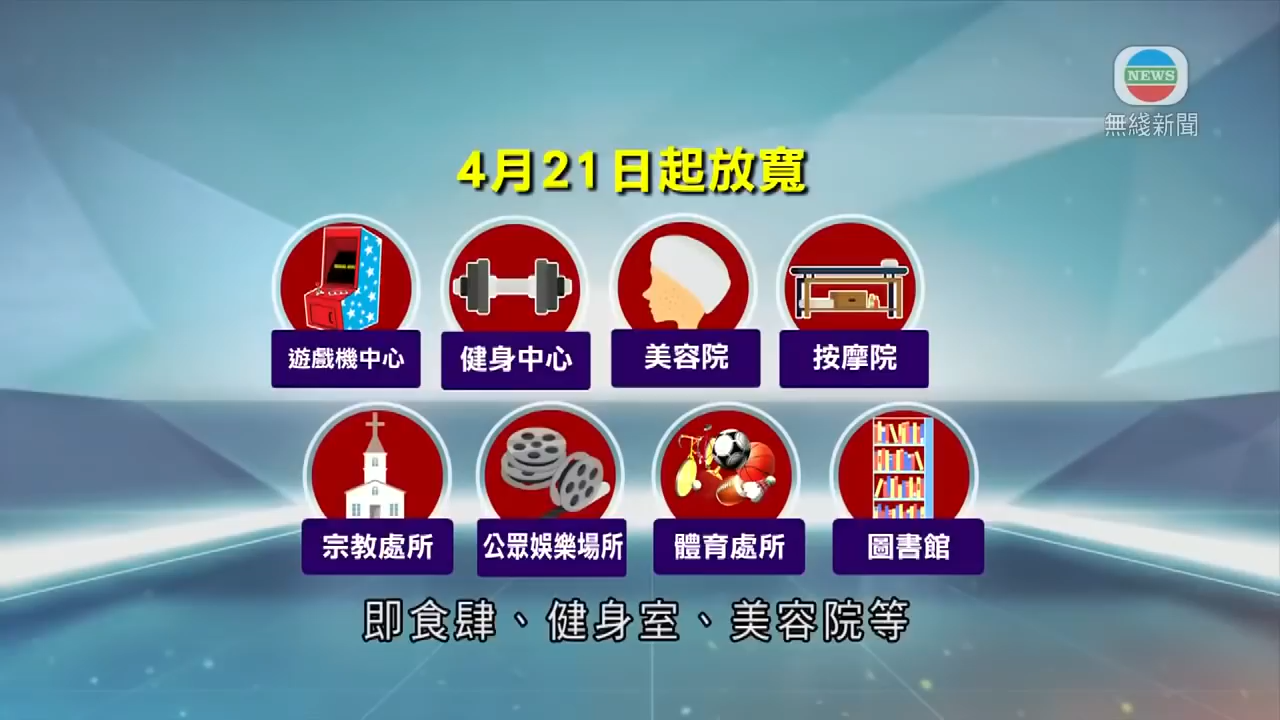 NEWS
無綫新聞
4月21日起放寬
遊戲機中心
健身中心
美容院
按摩院
宗教處所
公眾娛樂場所
體育處所
圖書館
即食肆、健身室、美容院等